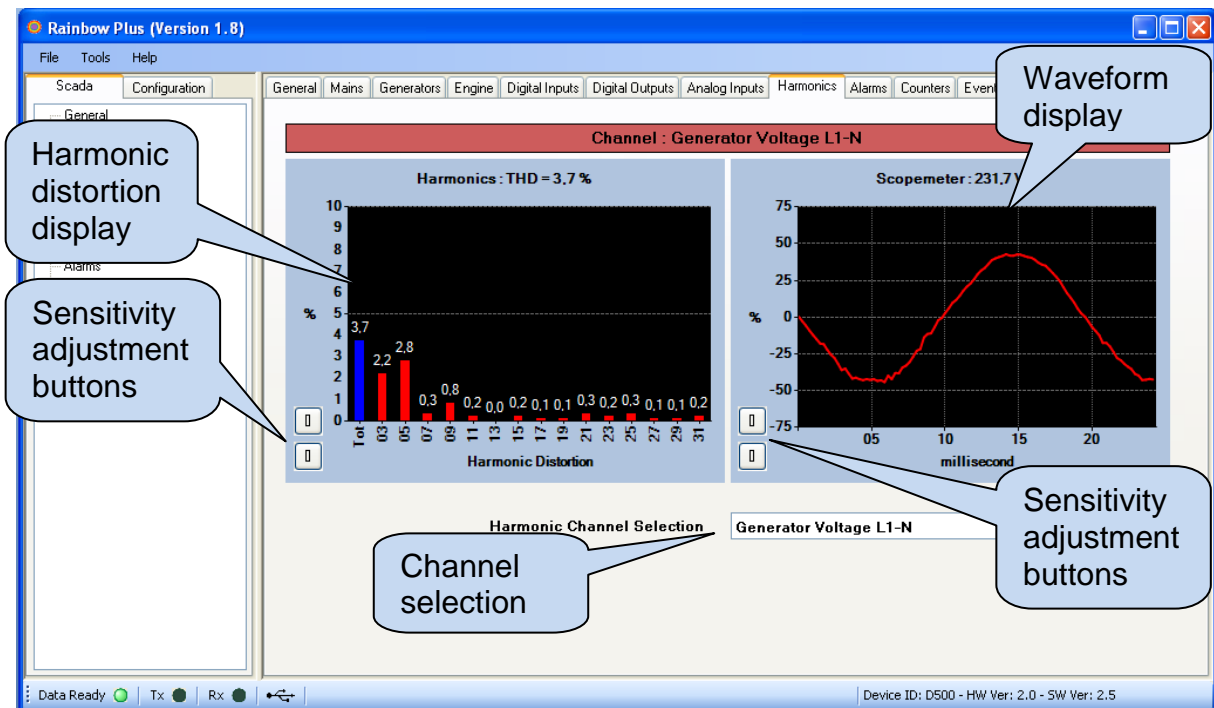 Rainbow Plus (Version 1.8)
File Tools Help
Scada Configuration
General Mains Generators Engine Digital Inputs Digital Outputs Analog Inputs Harmonics Alarms Counters Event
General
Alarms
Harmonic
distortion
display
Sensitivity
adjustment
buttons
Waveform
display
Channel : Generator Voltage L1-N
Harmonics : THD = 3,7 %
10
9
8
7
6
5
4
3
2
1
0
%
3,7 2,2 2,8 0,3 0,8 0,2 0,0 0,2 0,1 0,1 0,3 0,2 0,3 0,1 0,1 0,2
Tot 03 05 07 09 11 13 15 17 19 21 23 25 27 29 31
Harmonic Distortion
Scopemeter : 231,7
75
50
25
0
-25
-50
-75
%
05 10 15 20
millisecond
Harmonic Channel Selection Generator Voltage L1-N
Channel
selection
Sensitivity
adjustment
buttons
Data Ready Tx Rx Device ID: D500 - HW Ver: 2.0 - SW Ver: 2.5